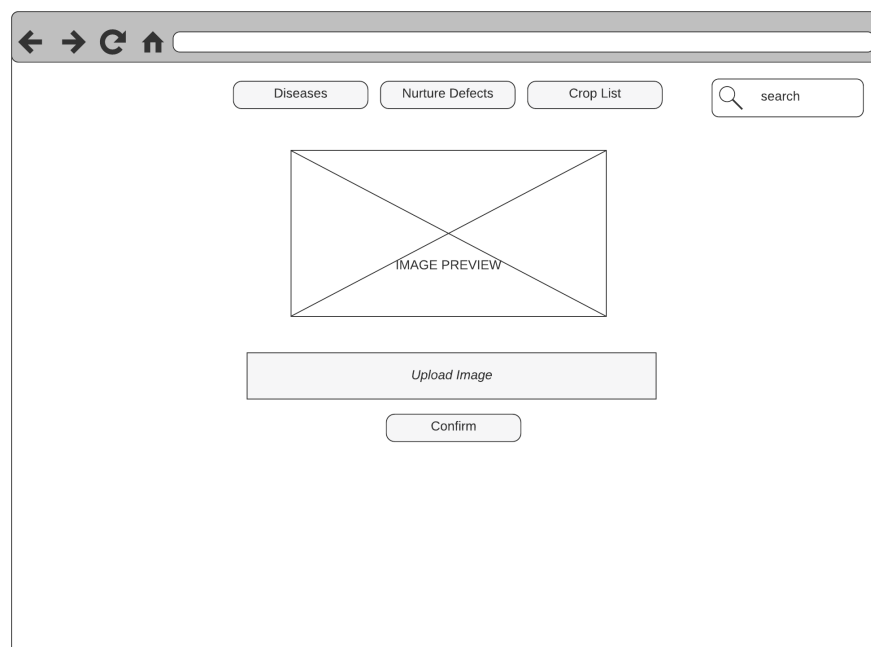 Diseases
Nurture Defects
Crop List
search
IMAGE PREVIEW
Upload Image
Confirm